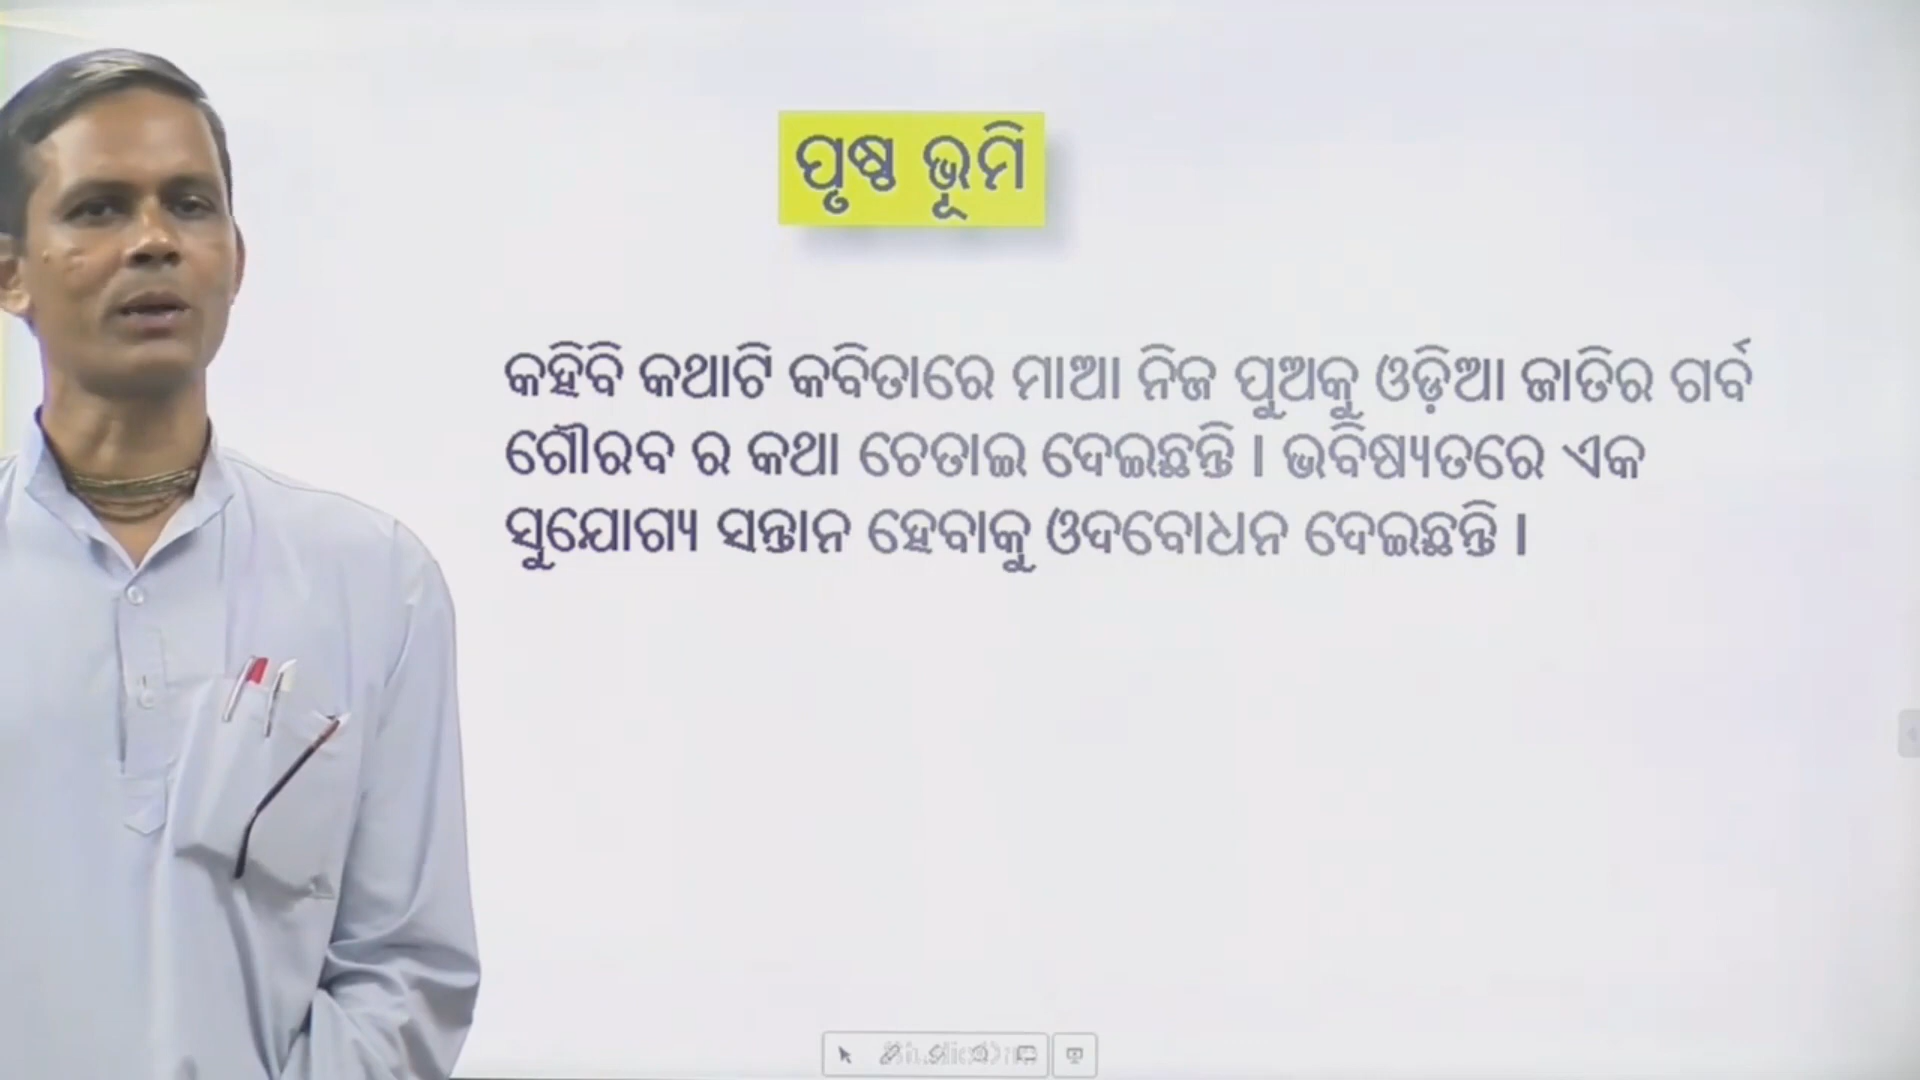 ପୃଷ୍ଠ ଭୂମି
କହିବି କଥାଟି କବିତାରେ ମାଆ ନିଜ ପୁଅକୁ ଓଡ଼ିଆ ଜାତିର ଗର୍ବ
ଗୌରବ ର କଥା ଚେତାଇ ଦେଇଛନ୍ତି । ଭବିଷ୍ୟତରେ ଏକ
ସୁଯୋଗ୍ୟ ସନ୍ତାନ ହେବାକୁ ଓଦବୋଧନ ଦେଇଛନ୍ତି ।